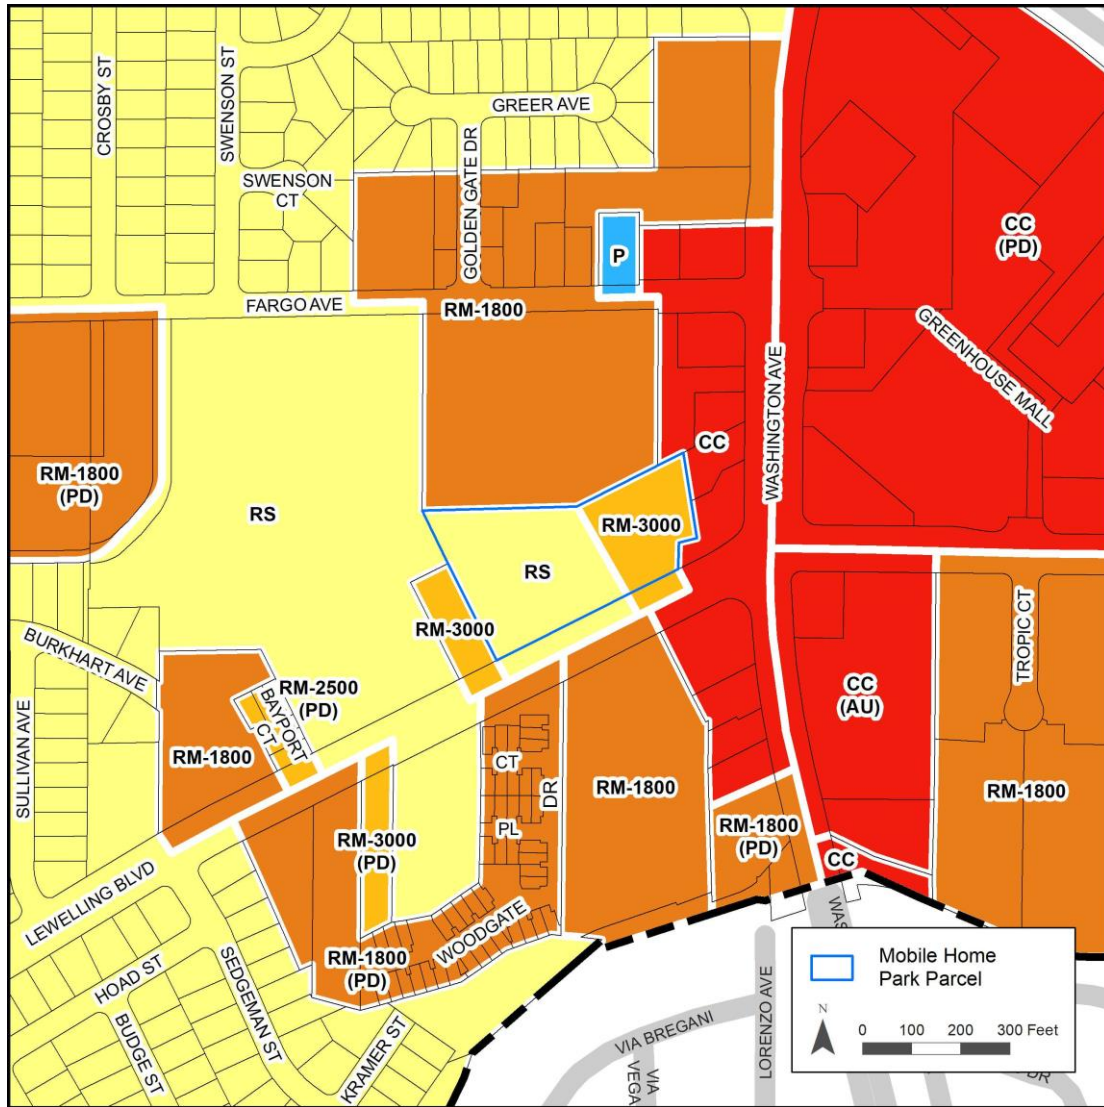 CROSBY ST
SWENSON ST
GREER AVE
SWENSON
CT
GOLDEN GATE DR
P
CC
(PD)
FARGO AVE
RM-1800
GREENHOUSE MALL
WASHINGTON AVE
CC
RM-1800
(PD)
RS
RM-3000
RS
RM-3000
BURKHART AVE
TROPIC CT
RM-2500
(PD)
BAYPORT
CT
CC
(AU)
SULLIVAN AVE
RM-1800
CT
DR
RM-1800
RM-1800
PL
RM-3000
(PD)
RM-1800
(PD)
CC
LEWELLING BLVD
WOODGATE
RM-1800
(PD)
HOAD ST
SEDGEMAN ST
BUDGE ST
KRAMER ST
VIA BREGANI
VIA
VEGA
LORENZO AVE
WAS
Mobile Home
Park Parcel
N
0 100 200 300 Feet
DR